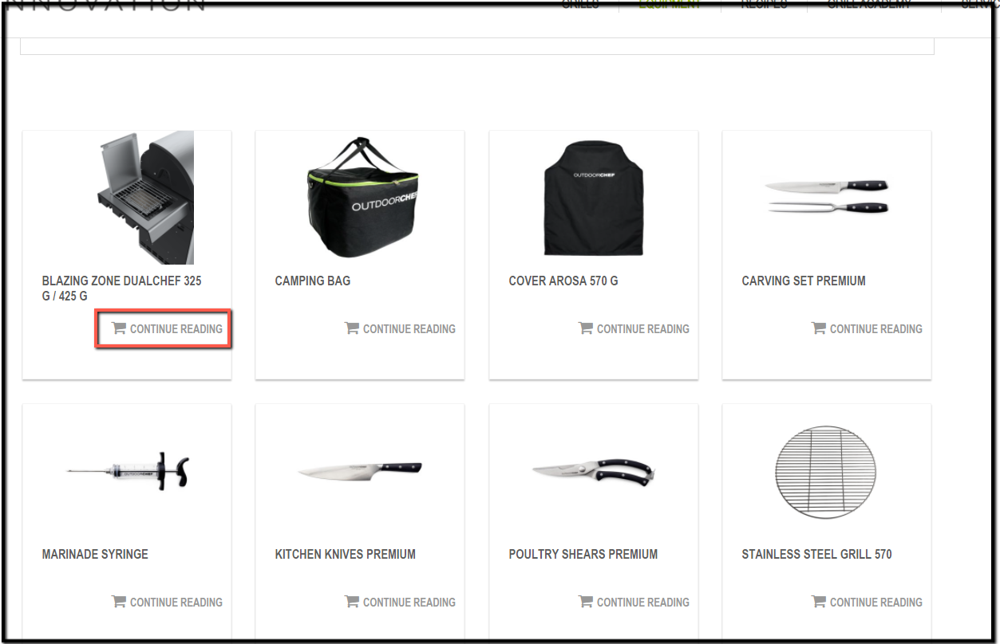 INNOVATION
GRILLS EQUIPMENT RECIPES GRILL ACADEMY
OUTDOORCHEF
OUTDOORCHEF
BLAZING ZONE DUALCHEF 325
G / 425 G
CONTINUE READING
CAMPING BAG
CONTINUE READING
COVER AROSA 570 G
CONTINUE READING
CARVING SET PREMIUM
CONTINUE READING
OUTDOORCHEF
MARINADE SYRINGE
CONTINUE READING
KITCHEN KNIVES PREMIUM
CONTINUE READING
POULTRY SHEARS PREMIUM
CONTINUE READING
STAINLESS STEEL GRILL 570
CONTINUE READING